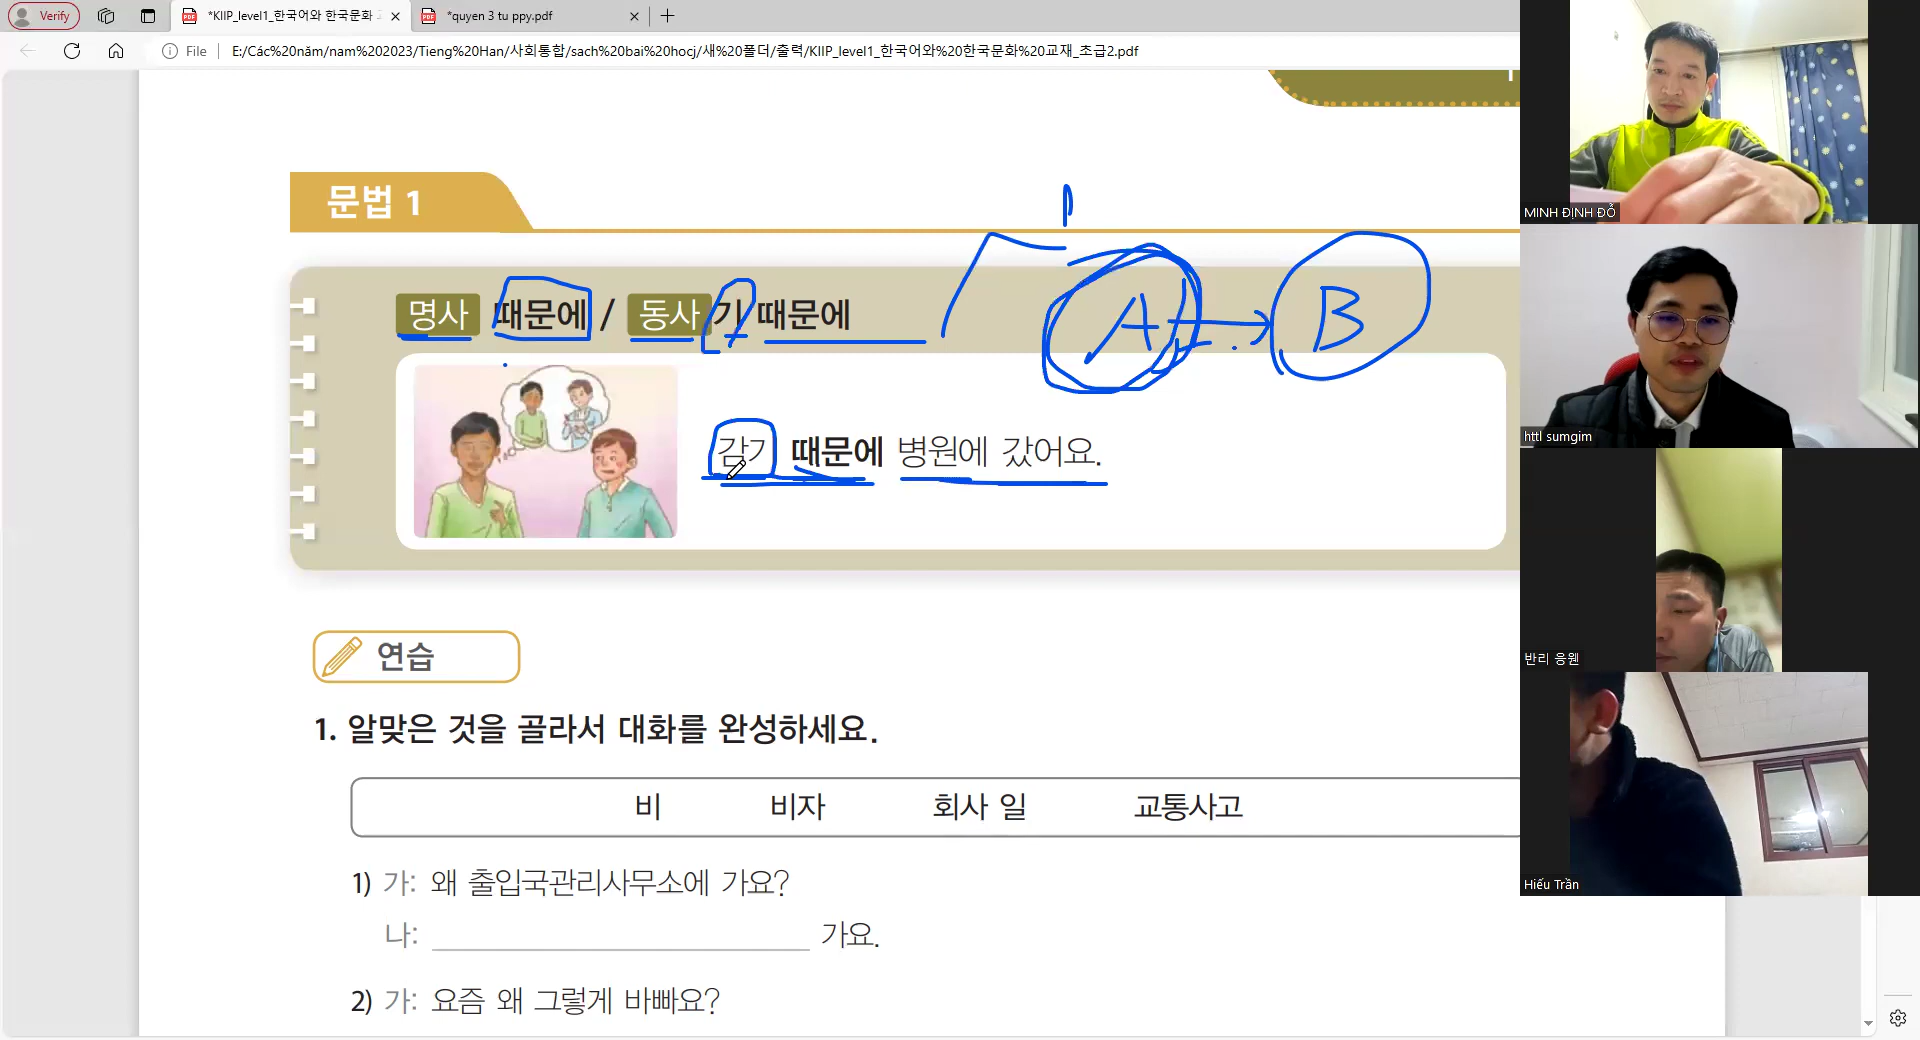 Verify
*KIIP_level1_한국어와 한국문화
*quyen 3 tu ppy.pdf
File
E:/Các%20năm/nam%202023/Tieng%20Han/사회통합/sach%20bai%20hocj/새%20폴더/출력/KIIP_level1_한국어와%20한국문화%20교재_초급2.pdf
문법 1
명사 때문에 / 동사 기 때문에
A B
감기 때문에 병원에 갔어요.
연습
1. 알맞은 것을 골라서 대화를 완성하세요.
비 비자 회사 일 교통사고
1) 가: 왜 출입국관리사무소에 가요?
나: 가요.
2) 가: 요즘 왜 그렇게 바빠요?
MINH ĐỊNH ĐỖ
httl sumgim
반리 응웬
Hiếu Trần